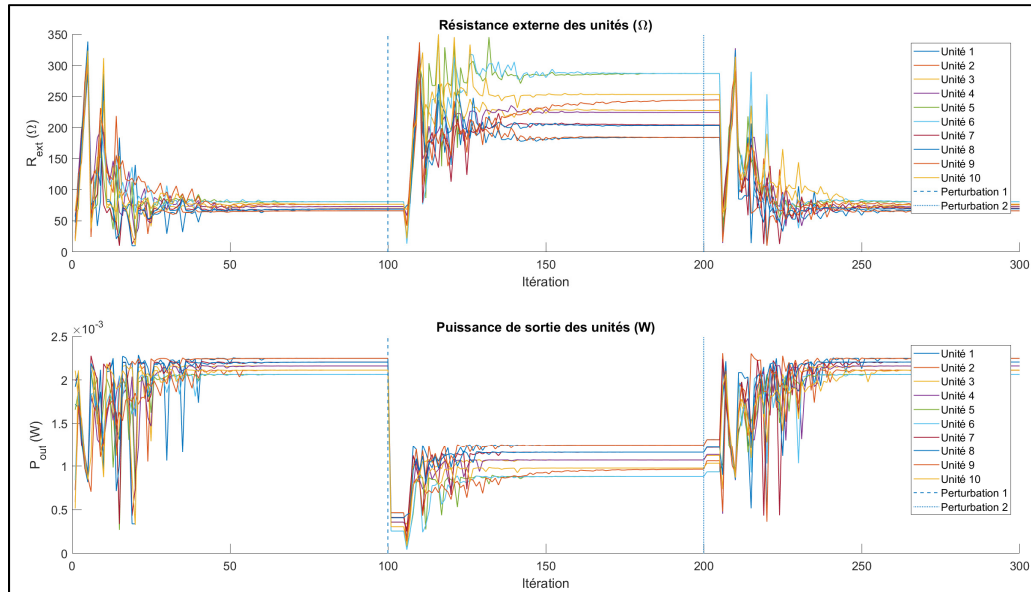 Résistance externe des unités (Ω)
350
300
250
200
150
100
50
0
R_ext (Ω)
0 50 100 150 200 250 300
Itération
Unité 1
Unité 2
Unité 3
Unité 4
Unité 5
Unité 6
Unité 7
Unité 8
Unité 9
Unité 10
Perturbation 1
Perturbation 2
Puissance de sortie des unités (W)
×10⁻³
2.5
2
1.5
1
0.5
0
P_out (W)
0 50 100 150 200 250 300
Itération
Unité 1
Unité 2
Unité 3
Unité 4
Unité 5
Unité 6
Unité 7
Unité 8
Unité 9
Unité 10
Perturbation 1
Perturbation 2